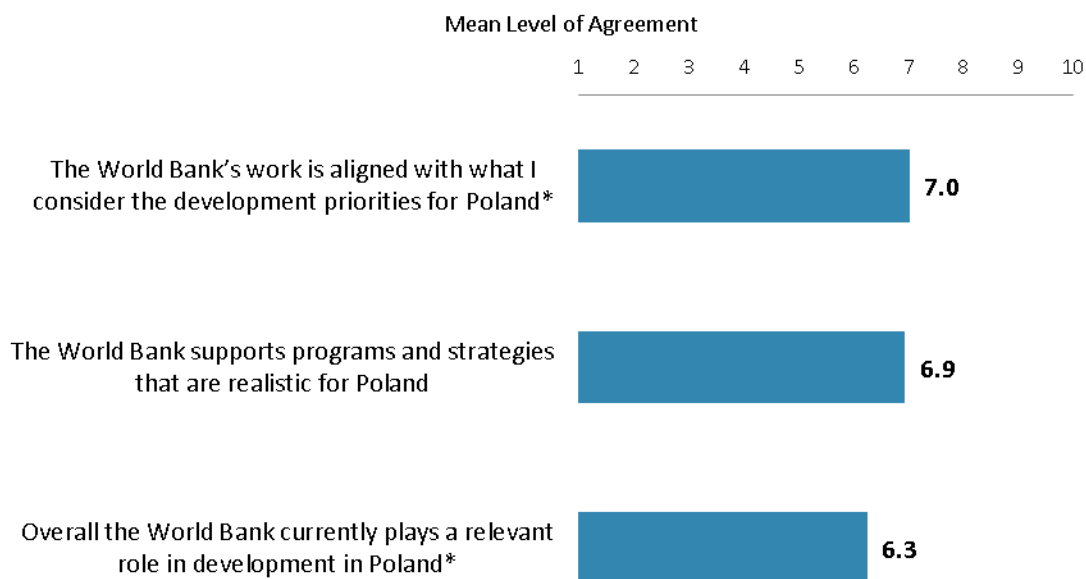 Mean Level of Agreement
1 2 3 4 5 6 7 8 9 10
The World Bank’s work is aligned with what I
consider the development priorities for Poland*
7.0
The World Bank supports programs and strategies
that are realistic for Poland
6.9
Overall the World Bank currently plays a relevant
role in development in Poland*
6.3